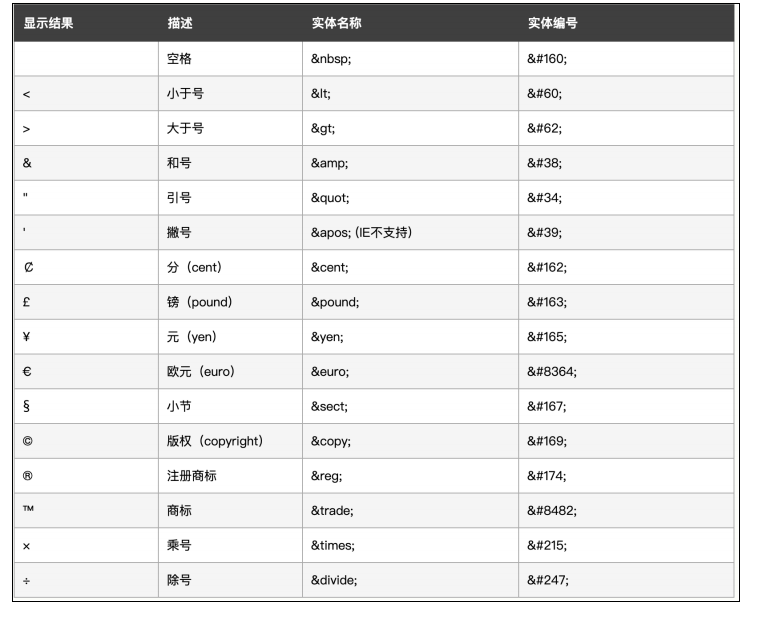 显示结果 描述 实体名称 实体编号
空格 &nbsp; &#160;
< 小于号 &lt; &#60;
> 大于号 &gt; &#62;
& 和号 &amp; &#38;
" 引号 &quot; &#34;
' 撇号 &apos; (IE不支持) &#39;
₵ 分（cent） &cent; &#162;
£ 镑（pound） &pound; &#163;
¥ 元（yen） &yen; &#165;
€ 欧元（euro） &euro; &#8364;
§ 小节 &sect; &#167;
© 版权（copyright） &copy; &#169;
® 注册商标 &reg; &#174;
™ 商标 &trade; &#8482;
× 乘号 &times; &#215;
÷ 除号 &divide; &#247;